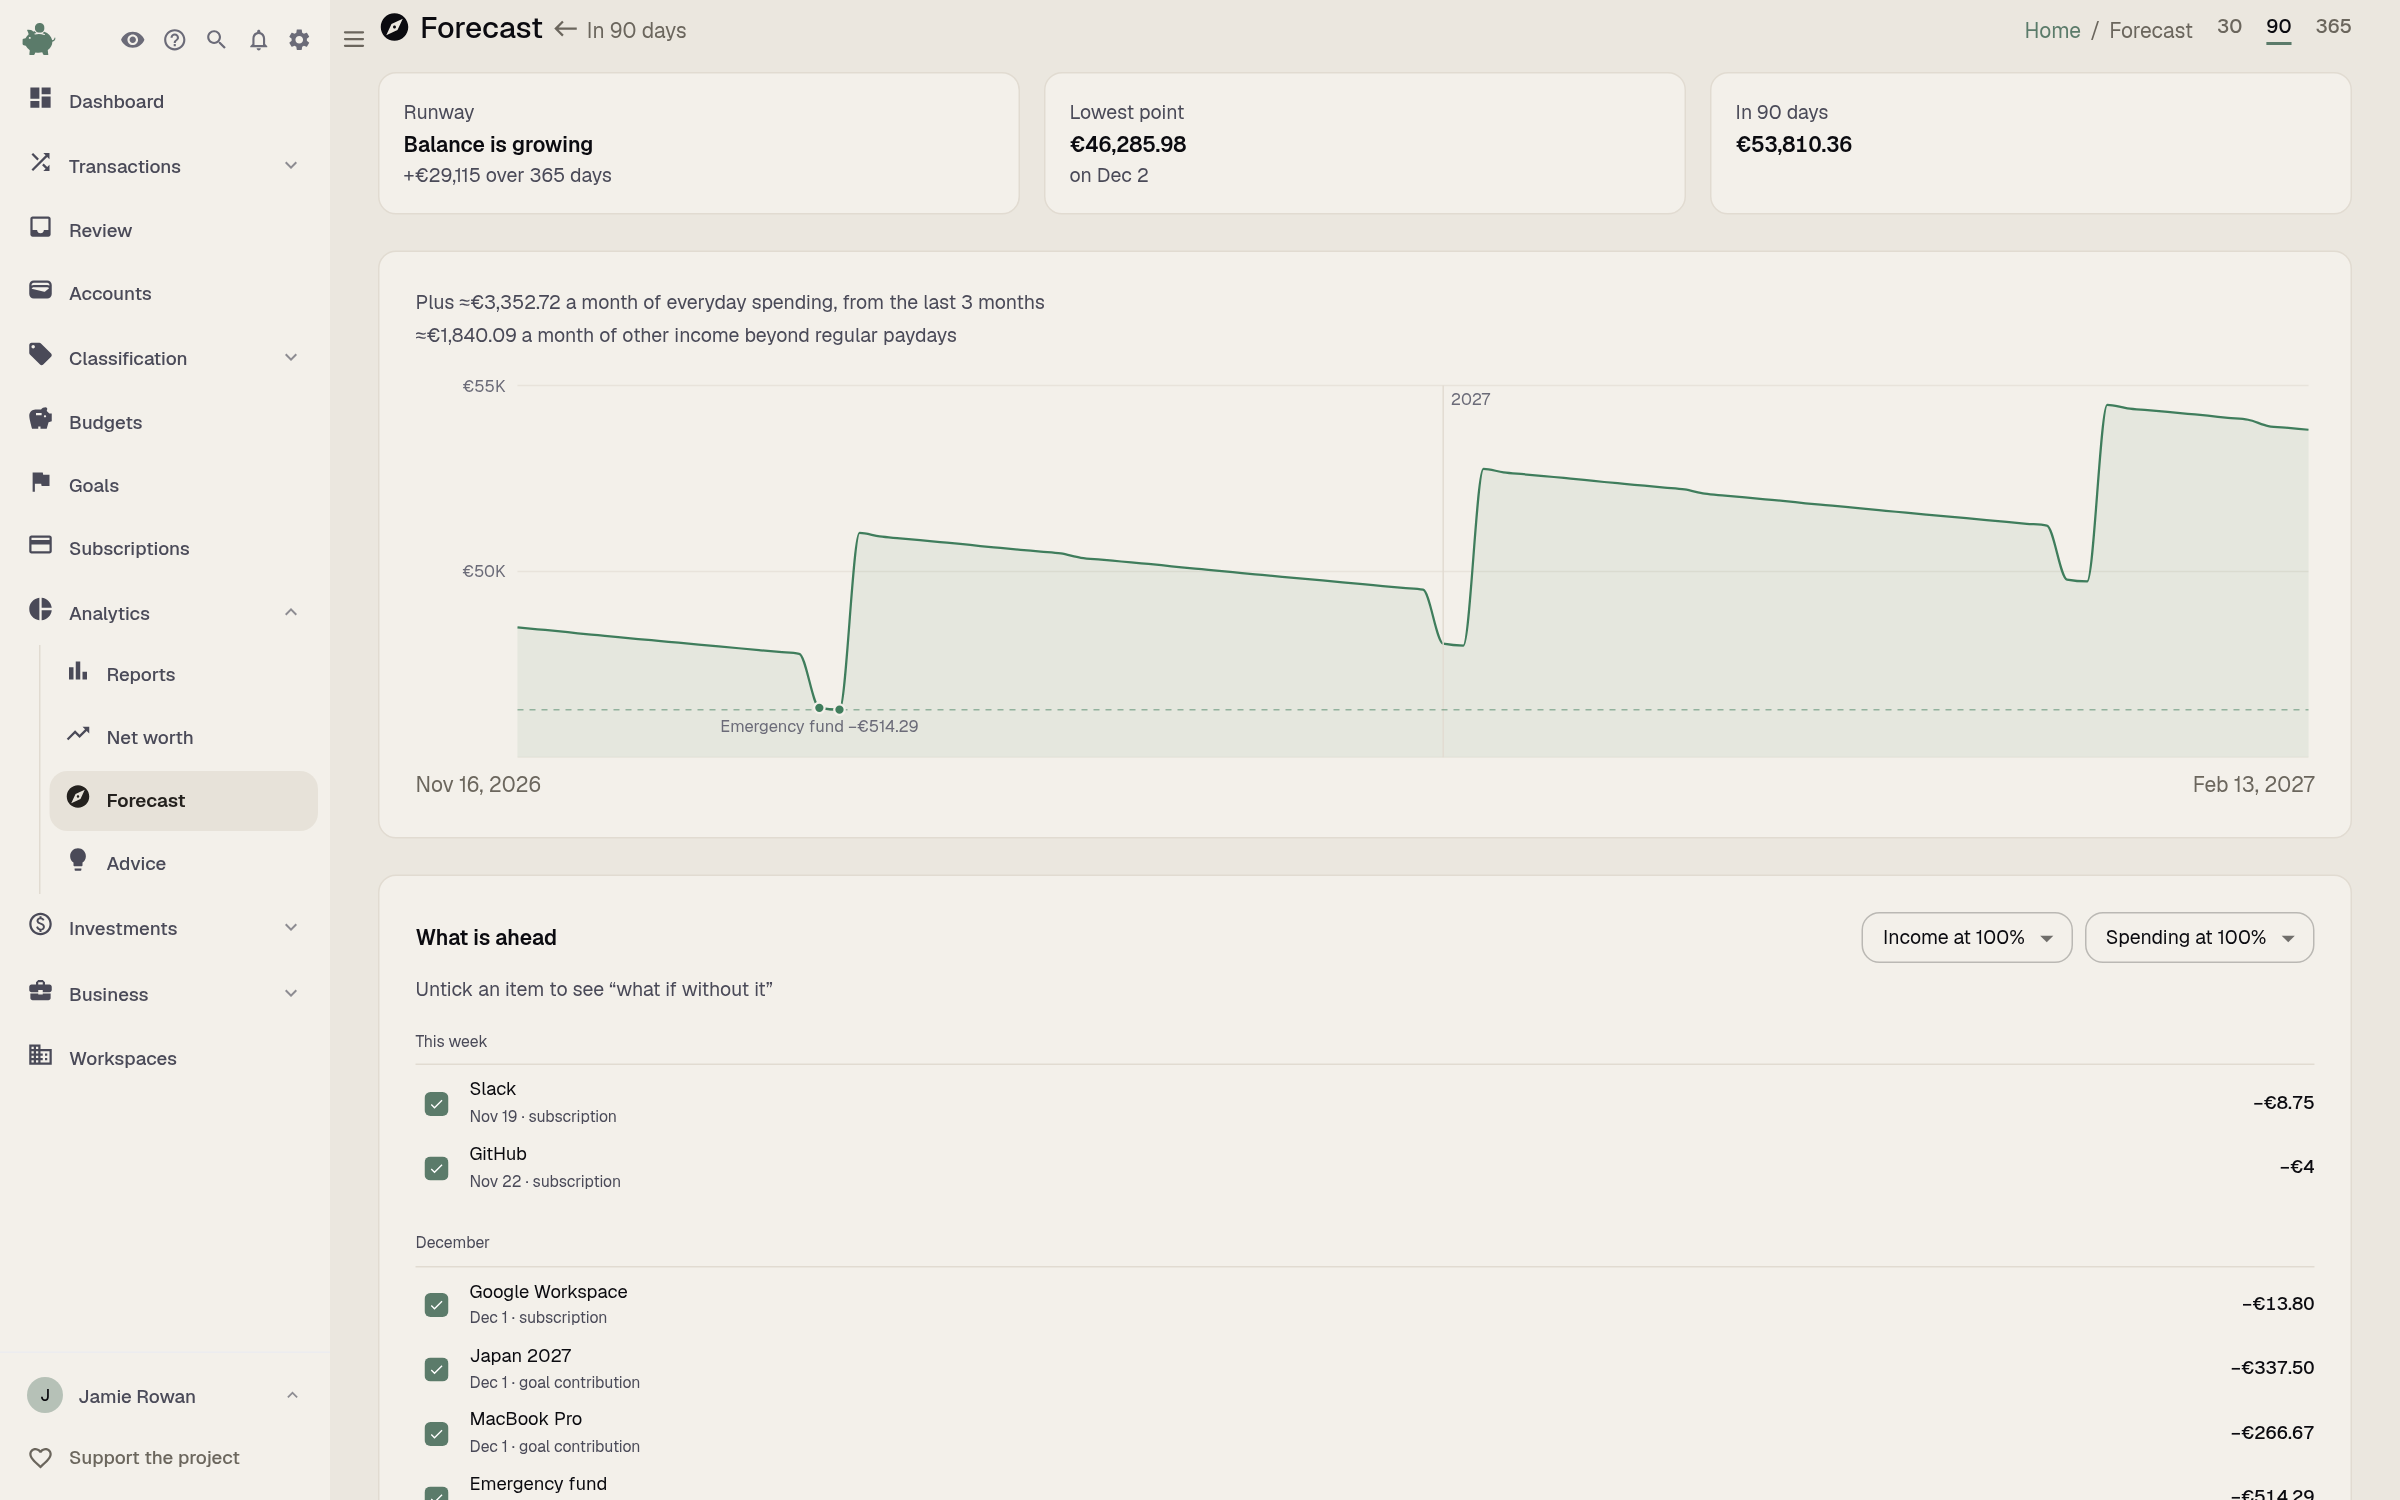 Dashboard
Transactions
Review
Accounts
Classification
Budgets
Goals
Subscriptions
Analytics
Reports
Net worth
Forecast
Advice
Investments
Business
Workspaces
J
Jamie Rowan
Support the project
Forecast
In 90 days
Home / Forecast
30
90
365
Runway
Balance is growing
+€29,115 over 365 days
Lowest point
€46,285.98
on Dec 2
In 90 days
€53,810.36
Plus ≈€3,352.72 a month of everyday spending, from the last 3 months
≈€1,840.09 a month of other income beyond regular paydays
€55K
2027
€50K
Emergency fund −€514.29
Nov 16, 2026
Feb 13, 2027
What is ahead
Income at 100%
Spending at 100%
Untick an item to see “what if without it”
This week
Slack
−€8.75
Nov 19 · subscription
GitHub
−€4
Nov 22 · subscription
December
Google Workspace
−€13.80
Dec 1 · subscription
Japan 2027
−€337.50
Dec 1 · goal contribution
MacBook Pro
−€266.67
Dec 1 · goal contribution
Emergency fund
−€514.29